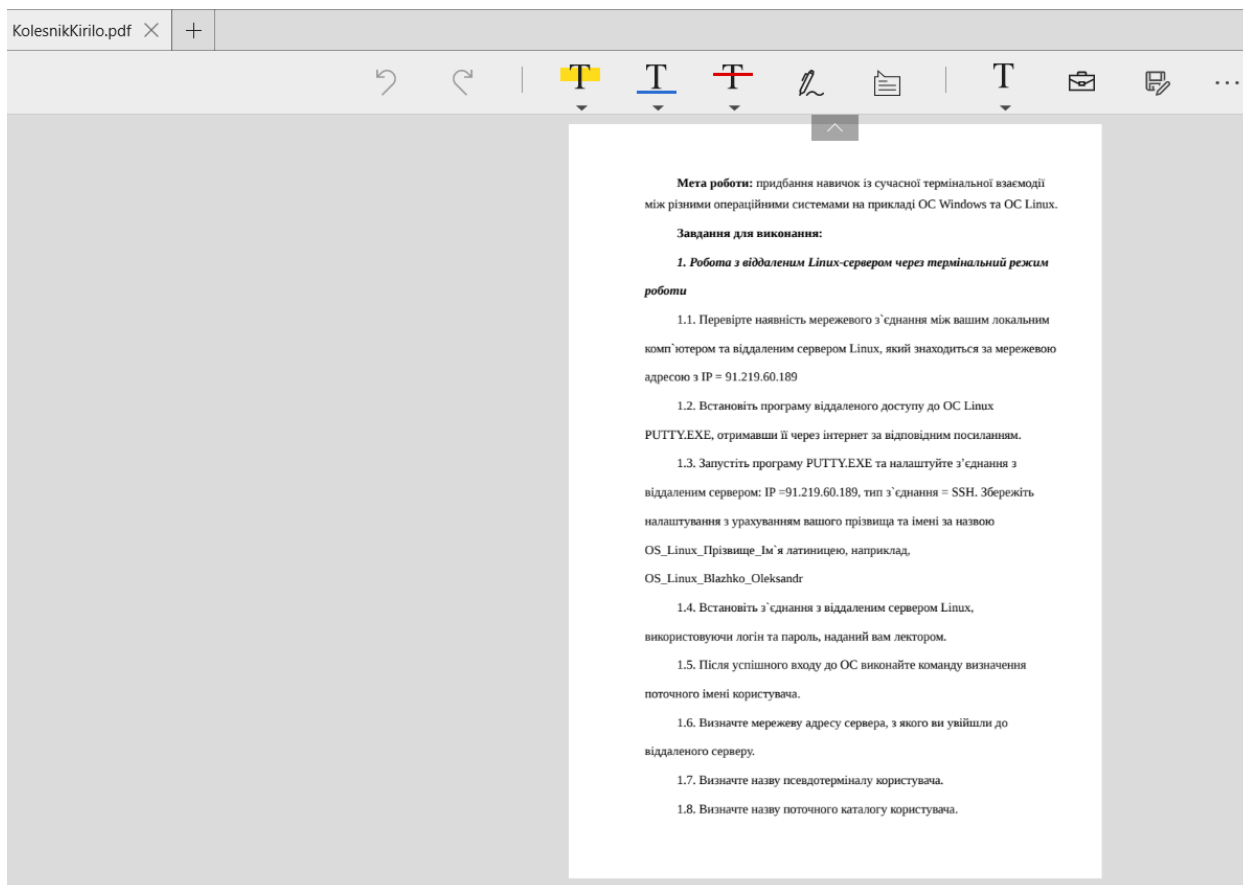 KolesnikKirilo.pdf
T T T T
Мета роботи: придбання навичок із сучасної термінальної взаємодії
між різними операційними системами на прикладі ОС Windows та ОС Linux.
Завдання для виконання:
1. Робота з віддаленим Linux-сервером через термінальний режим
роботи
1.1. Перевірте наявність мережевого з`єднання між вашим локальним
комп`ютером та віддаленим сервером Linux, який знаходиться за мережевою
адресою з IP = 91.219.60.189
1.2. Встановіть програму віддаленого доступу до ОС Linux
PUTTY.EXE, отримавши її через інтернет за відповідним посиланням.
1.3. Запустіть програму PUTTY.EXE та налаштуйте з’єднання з
віддаленим сервером: IP =91.219.60.189, тип з`єднання = SSH. Збережіть
налаштування з урахуванням вашого прізвища та імені за назвою
OS_Linux_Прізвище_Ім`я латиницею, наприклад,
OS_Linux_Blazhko_Oleksandr
1.4. Встановіть з`єднання з віддаленим сервером Linux,
використовуючи логін та пароль, наданий вам лектором.
1.5. Після успішного входу до ОС виконайте команду визначення
поточного імені користувача.
1.6. Визначте мережеву адресу сервера, з якого ви увійшли до
віддаленого серверу.
1.7. Визначте назву псевдотерміналу користувача.
1.8. Визначте назву поточного каталогу користувача.